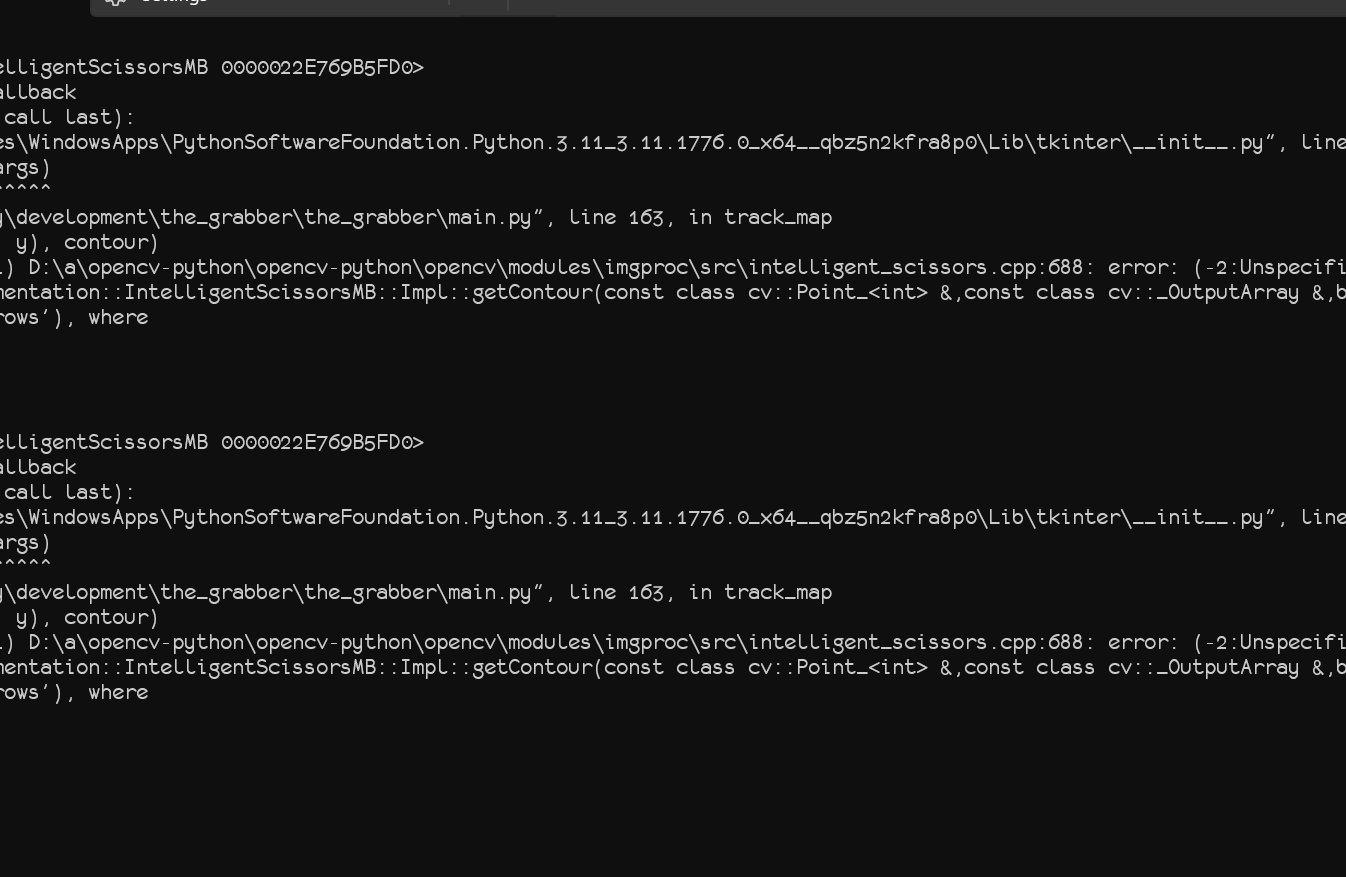 elligentScissorsMB 0000022E769B5FD0>
allback
call last):
es\WindowsApps\PythonSoftwareFoundation.Python.3.11_3.11.1776.0_x64__qbz5n2kfra8p0\Lib\tkinter\__init__.py", line
args)
^^^^^
y\development\the_grabber\the_grabber\main.py", line 163, in track_map
y), contour)
.) D:\a\opencv-python\opencv-python\opencv\modules\imgproc\src\intelligent_scissors.cpp:688: error: (-2:Unspecifi
mentation::IntelligentScissorsMB::Impl::getContour(const class cv::Point_<int> &,const class cv::_OutputArray &,b
rows'), where
elligentScissorsMB 0000022E769B5FD0>
allback
call last):
es\WindowsApps\PythonSoftwareFoundation.Python.3.11_3.11.1776.0_x64__qbz5n2kfra8p0\Lib\tkinter\__init__.py", line
args)
^^^^^
y\development\the_grabber\the_grabber\main.py", line 163, in track_map
y), contour)
.) D:\a\opencv-python\opencv-python\opencv\modules\imgproc\src\intelligent_scissors.cpp:688: error: (-2:Unspecifi
mentation::IntelligentScissorsMB::Impl::getContour(const class cv::Point_<int> &,const class cv::_OutputArray &,b
rows'), where